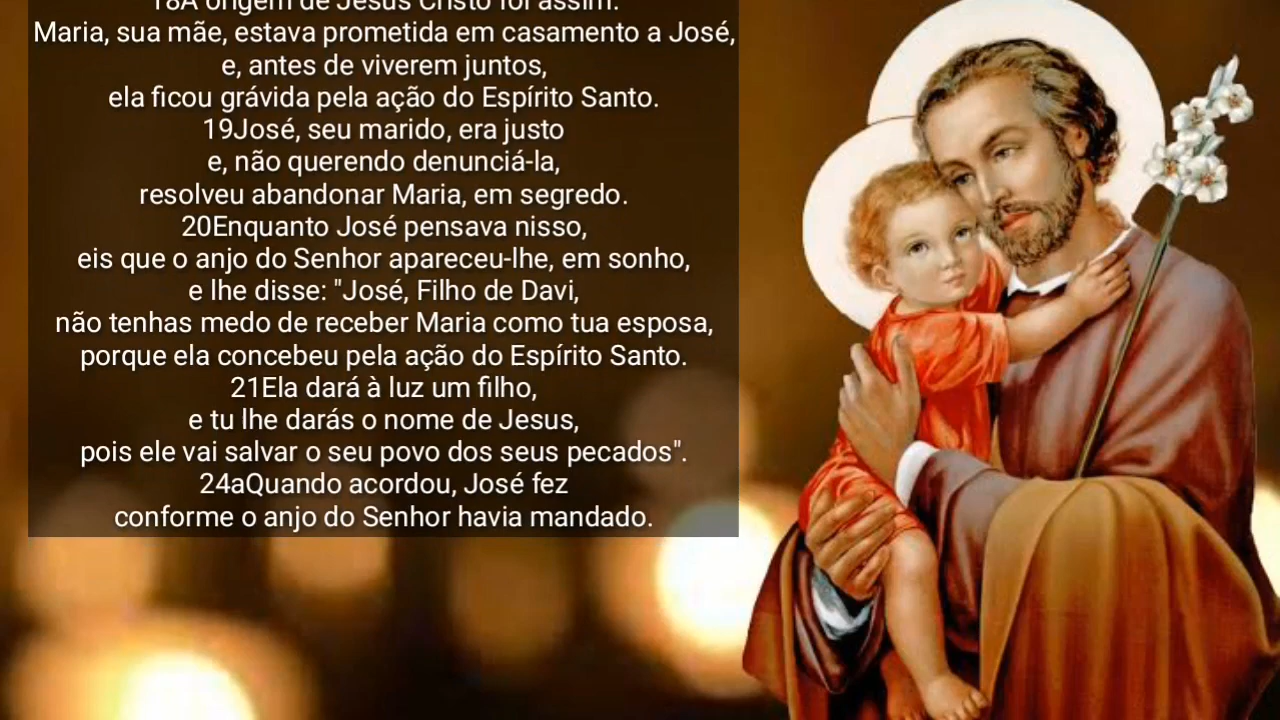 18A origem de Jesus Cristo foi assim:
Maria, sua mãe, estava prometida em casamento a José,
e, antes de viverem juntos,
ela ficou grávida pela ação do Espírito Santo.
19José, seu marido, era justo
e, não querendo denunciá-la,
resolveu abandonar Maria, em segredo.
20Enquanto José pensava nisso,
eis que o anjo do Senhor apareceu-lhe, em sonho,
e lhe disse: "José, Filho de Davi,
não tenhas medo de receber Maria como tua esposa,
porque ela concebeu pela ação do Espírito Santo.
21Ela dará à luz um filho,
e tu lhe darás o nome de Jesus,
pois ele vai salvar o seu povo dos seus pecados".
24aQuando acordou, José fez
conforme o anjo do Senhor havia mandado.